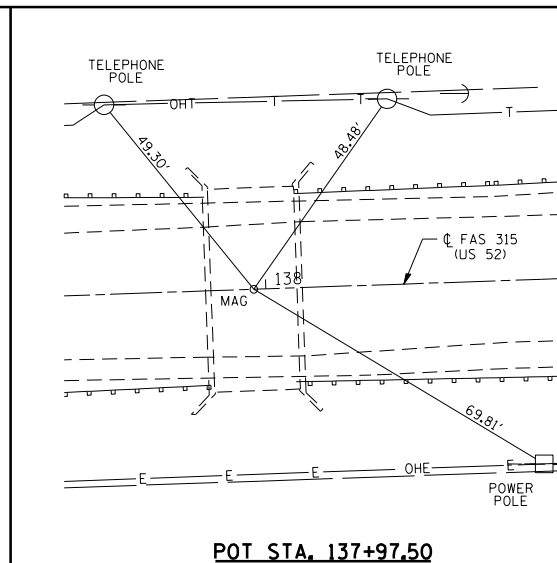 TELEPHONE
POLE
TELEPHONE
POLE
OHT
T
T
T
49.30'
48.48'
℄ FAS 315
(US 52)
138
MAG
69.81'
E
E
E
OHE
E
POWER
POLE
POT STA. 137+97.50